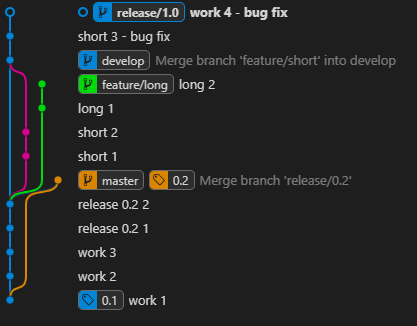 release/1.0 work 4 - bug fix
short 3 - bug fix
develop Merge branch 'feature/short' into develop
feature/long long 2
long 1
short 2
short 1
master 0.2 Merge branch 'release/0.2'
release 0.2 2
release 0.2 1
work 3
work 2
0.1 work 1